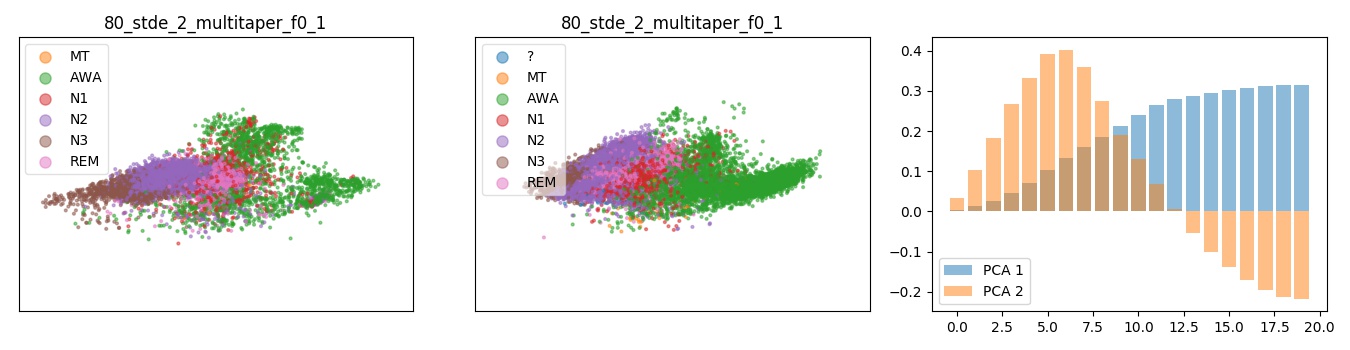 80_stde_2_multitaper_f0_1
MT
AWA
N1
N2
N3
REM
80_stde_2_multitaper_f0_1
?
MT
AWA
N1
N2
N3
REM
0.4
0.3
0.2
0.1
0.0
−0.1
−0.2
PCA 1
PCA 2
0.0 2.5 5.0 7.5 10.0 12.5 15.0 17.5 20.0